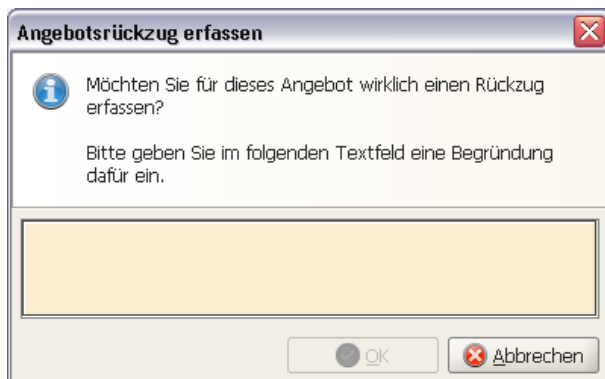 Angebotsrückzug erfassen
Möchten Sie für dieses Angebot wirklich einen Rückzug
erfassen?
Bitte geben Sie im folgenden Textfeld eine Begründung
dafür ein.
OK
Abbrechen